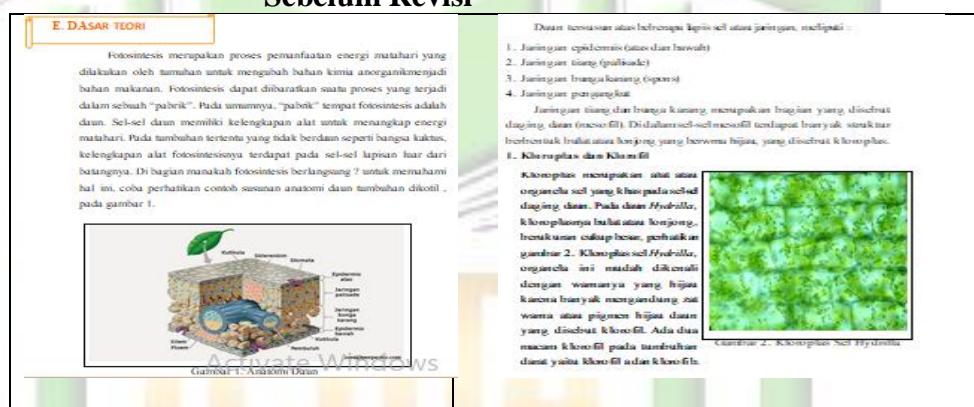 Sebelum Revisi
E. DASAR TEORI
Fotosintesis merupakan proses pemanfaatan energi matahari yang
dilakukan oleh tumuhan untuk mengubah bahan kimia anorganikmenjadi
bahan makanan. Fotosintesis dapat diibaratkan suatu proses yang terjadi
dalam sebuah “pabrik”. Pada umumnya, “pabrik” tempat fotosintesis adalah
daun. Sel-sel daun memiliki kelengkapan alat untuk menangkap energi
matahari. Pada tumbuhan tertentu yang tidak berdaun seperti bangsa kaktus,
kelengkapan alat fotosintesisnya terdapat pada sel-sel lapisan luar dari
batangnya. Di bagian manakah fotosintesis berlangsung ? untuk memahami
hal ini, coba perhatikan contoh susunan anatomi daun tumbuhan dikotil ,
pada gambar 1.
Kutikula
Sklerenkim
Stomata
Epidermis
atas
Jaringan
palisade
Jaringan
bunga
karang
Epidermis
bawah
Kutikula
Xilem
Floem
Pembuluh
Activate Windows
Gambar 1. Anatomi Daun
Daun tersusun atas beberapa lapis sel atau jaringan, meliputi :
1. Jaringan epidermis (atas dan bawah)
2. Jaringan tiang (palisade)
3. Jaringan bunga karang (spons)
4. Jaringan pengangkut
Jaringan tiang dan bunga karang merupakan bagian yang disebut
daging daun (mesofil). Di dalam sel-sel mesofil terdapat banyak struktur
berbentuk bulat atau lonjong yang berwarna hijau, yang disebut kloroplas.
1. Kloroplas dan Klorofil
Kloroplas merupakan alat atau
organela sel yang khas pada sel-sel
daging daun. Pada daun Hydrilla,
kloroplasnya bulat atau lonjong,
berukuran cukup besar, perhatikan
gambar 2. Kloroplas sel Hydrilla,
organela ini mudah dikenali
dengan warnanya yang hijau
karena banyak mengandung zat
warna atau pigmen hijau daun
yang disebut klorofil. Ada dua
macam klorofil pada tumbuhan
darat yaitu klorofil a dan klorofil b.
Gambar 2. Kloroplas Sel Hydrilla